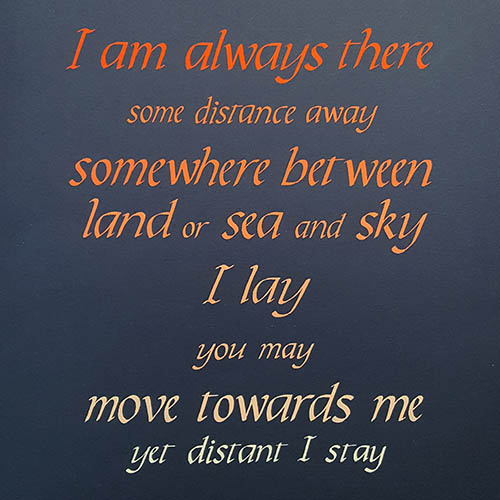 I am always there
some distance away
somewhere between
land or sea and sky
I lay
you may
move towards me
yet distant I stay